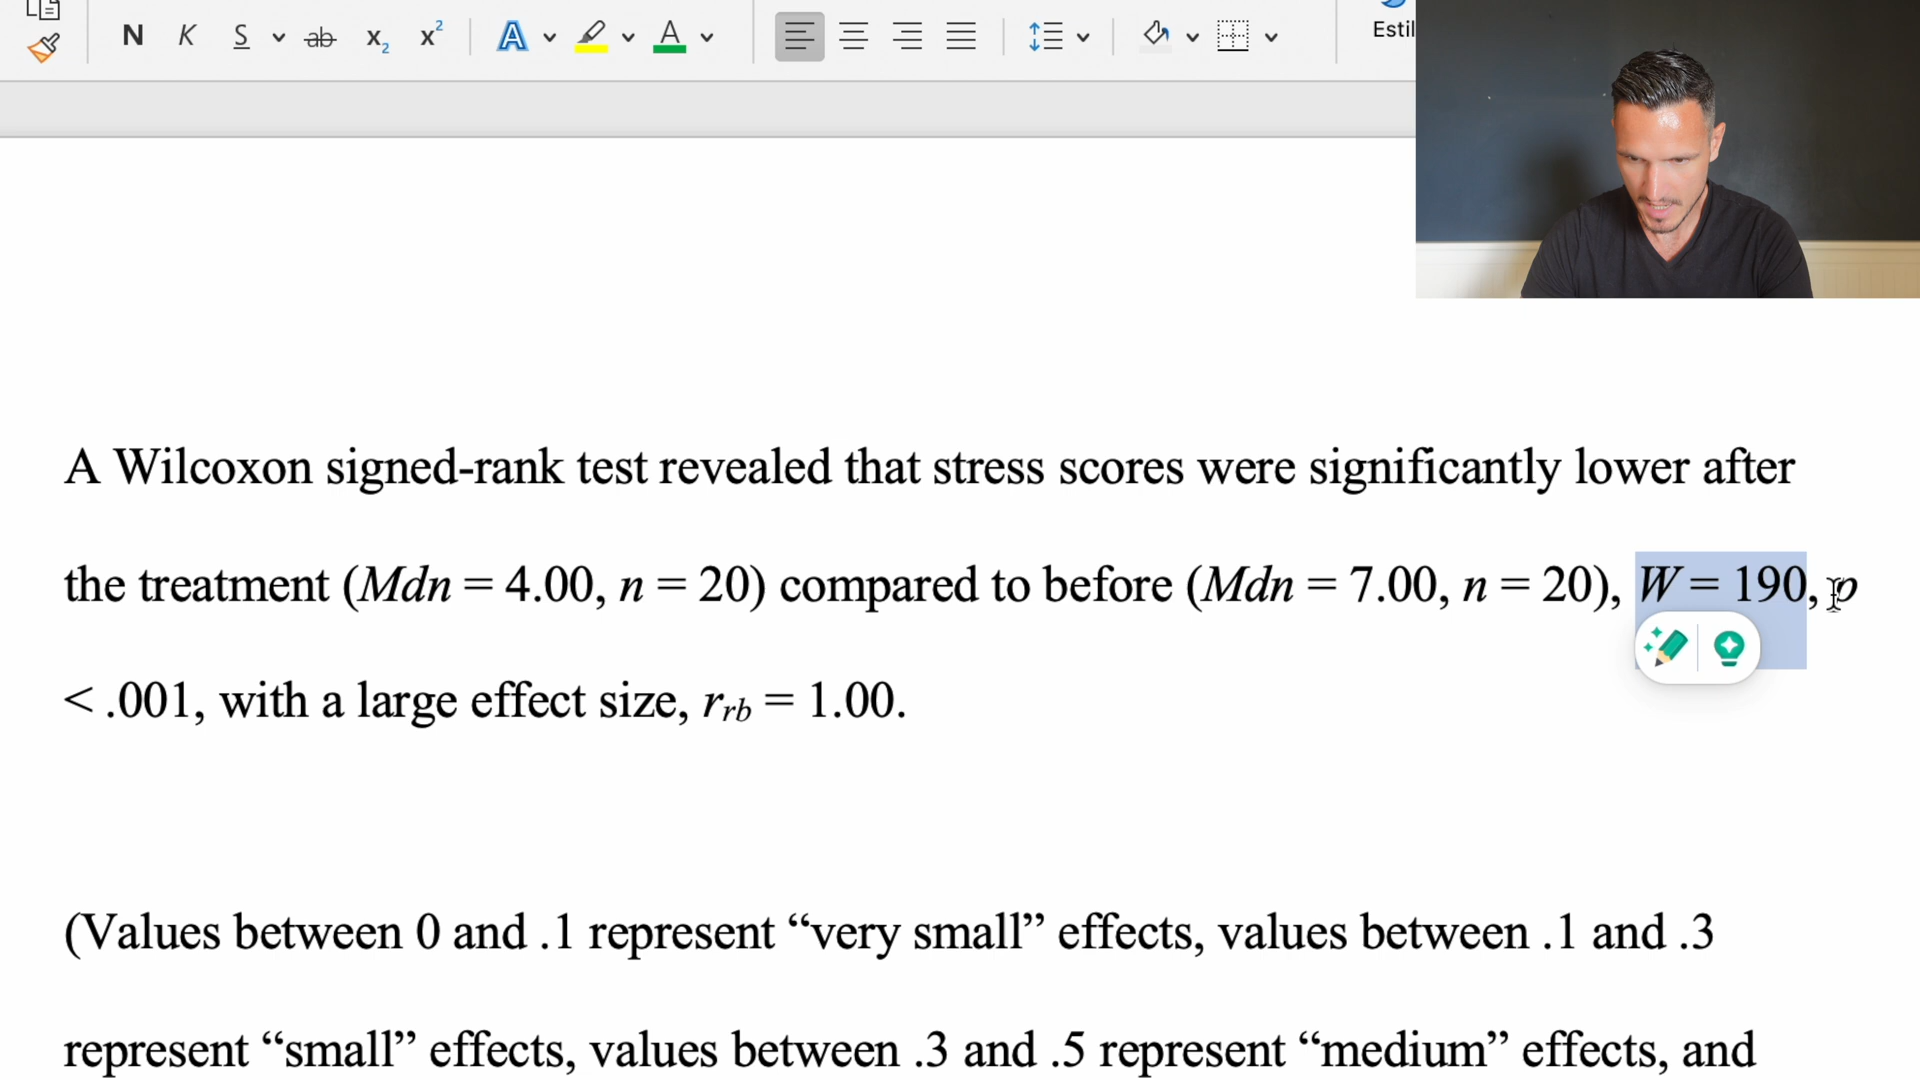 N K S ab x2 x2 A A Estil
A Wilcoxon signed-rank test revealed that stress scores were significantly lower after
the treatment (Mdn = 4.00, n = 20) compared to before (Mdn = 7.00, n = 20), W = 190, p
< .001, with a large effect size, rrb = 1.00.
(Values between 0 and .1 represent “very small” effects, values between .1 and .3
represent “small” effects, values between .3 and .5 represent “medium” effects, and